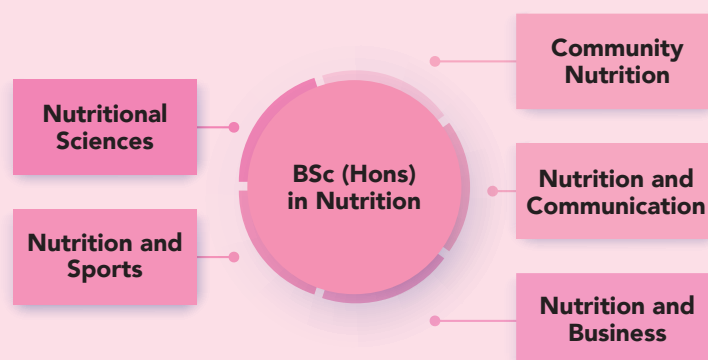 Nutritional
Sciences
Nutrition and
Sports
BSc (Hons)
in Nutrition
Community
Nutrition
Nutrition and
Communication
Nutrition and
Business